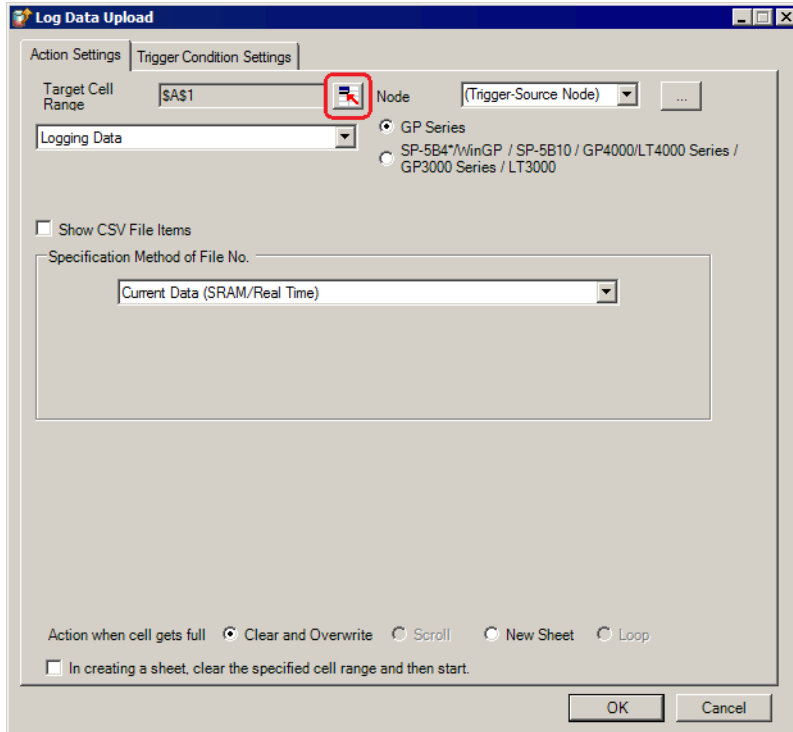 Log Data Upload
Action Settings
Trigger Condition Settings
Target Cell
Range
$A$1
Node
(Trigger-Source Node)
...
Logging Data
GP Series
SP-5B4*/WinGP / SP-5B10 / GP4000/LT4000 Series /
GP3000 Series / LT3000
Show CSV File Items
Specification Method of File No.
Current Data (SRAM/Real Time)
Action when cell gets full
Clear and Overwrite
Scroll
New Sheet
Loop
In creating a sheet, clear the specified cell range and then start.
OK
Cancel